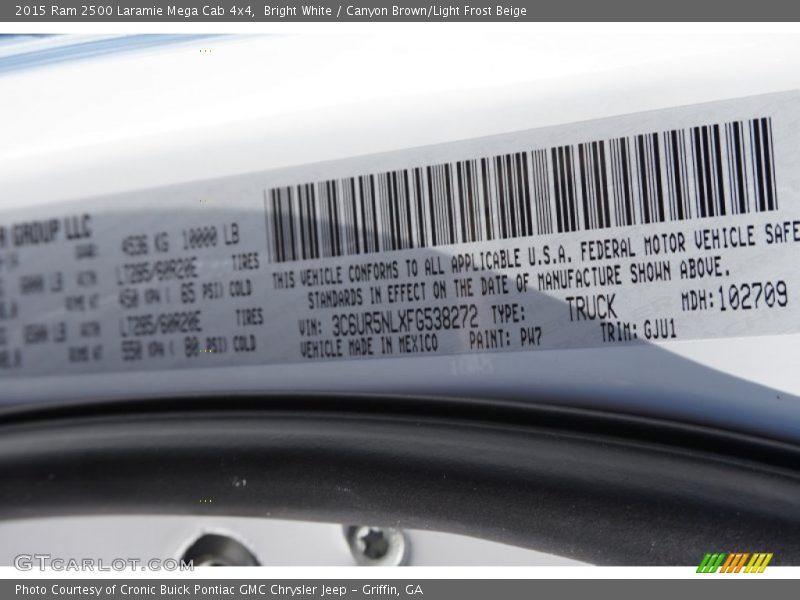 2015 Ram 2500 Laramie Mega Cab 4x4, Bright White / Canyon Brown/Light Frost Beige
GROUP LLC
4536 KG 10000 LB
LT285/60R20E TIRES
450 KPA ( 65 PSI) COLD
LT285/60R20E TIRES
550 KPA ( 80 PSI) COLD
THIS VEHICLE CONFORMS TO ALL APPLICABLE U.S.A. FEDERAL MOTOR VEHICLE SAFE
STANDARDS IN EFFECT ON THE DATE OF MANUFACTURE SHOWN ABOVE.
VIN: 3C6UR5NLXFG538272 TYPE: TRUCK MDH:102709
VEHICLE MADE IN MEXICO PAINT: PW7 TRIM: GJU1
GTcarlot.com
Photo Courtesy of Cronic Buick Pontiac GMC Chrysler Jeep - Griffin, GA